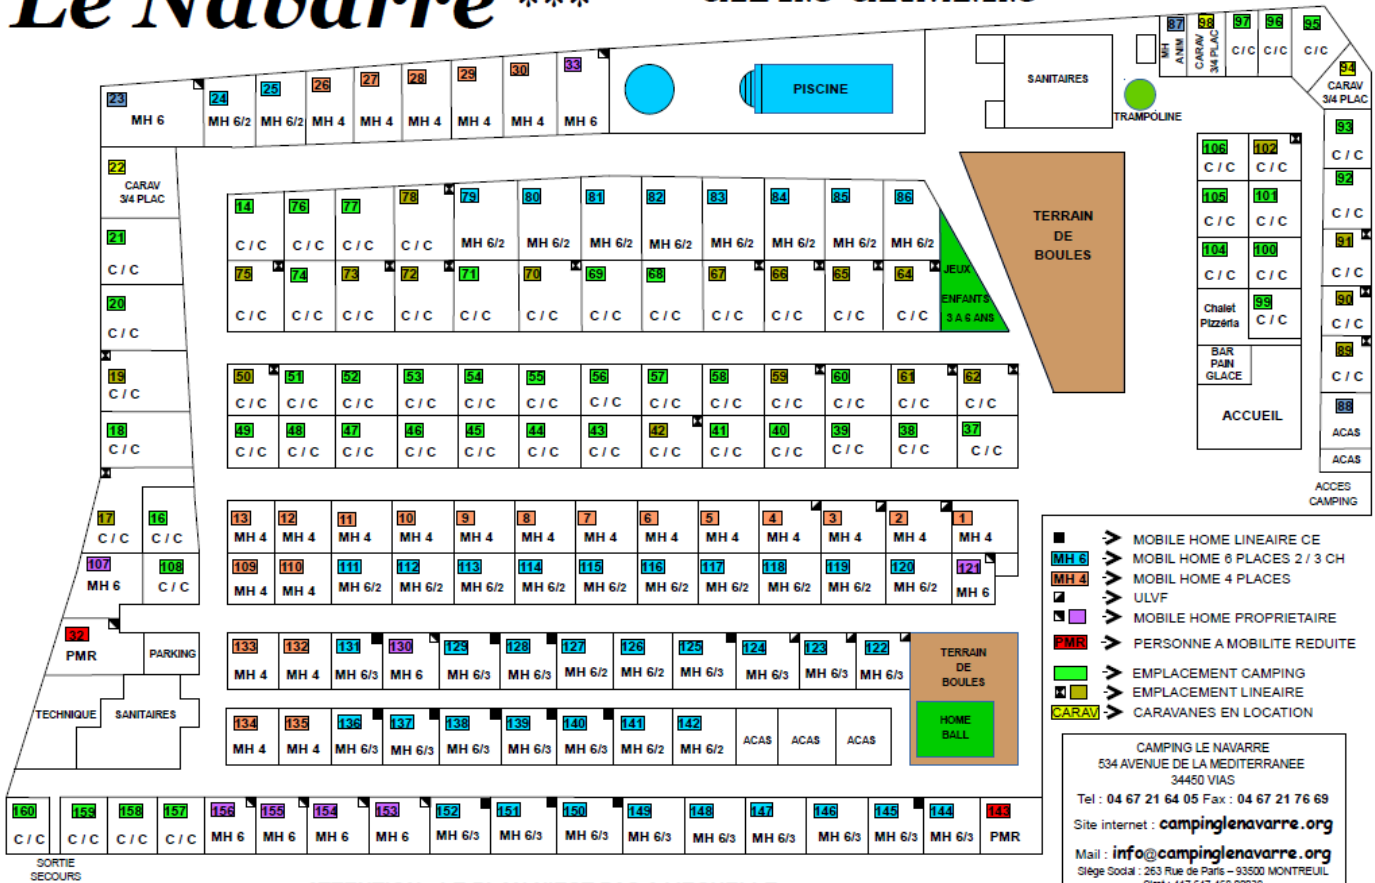 Le Navarre ***
87 98 97 96 95
MH ANIM
CARAV 3/4 PLAC
C / C C / C C / C
94
CARAV
3/4 PLAC
23 24 25 26 27 28 29 30 33
MH 6 MH 6/2 MH 6/2 MH 4 MH 4 MH 4 MH 4 MH 4 MH 6
PISCINE
SANITAIRES
TRAMPOLINE
22
CARAV
3/4 PLAC
21
C / C
20
C / C
19
C / C
18
C / C
17 16
C / C C / C
107 108
MH 6 C / C
32
PMR
PARKING
TECHNIQUE SANITAIRES
14 76 77 78 79 80 81 82 83 84 85 86
C / C C / C C / C C / C MH 6/2 MH 6/2 MH 6/2 MH 6/2 MH 6/2 MH 6/2 MH 6/2 MH 6/2
75 74 73 72 71 70 69 68 67 66 65 64
C / C C / C C / C C / C C / C C / C C / C C / C C / C C / C C / C C / C
JEUX
ENFANTS
3 A 6 ANS
TERRAIN
DE
BOULES
106 102
C / C C / C
105 101
C / C C / C
104 100
C / C C / C
Chalet
Pizzéria
99
C / C
BAR
PAIN
GLACE
ACCUEIL
93
C / C
92
C / C
91
C / C
90
C / C
89
C / C
88
ACAS
ACAS
ACCES
CAMPING
50 51 52 53 54 55 56 57 58 59 60 61 62
C / C C / C C / C C / C C / C C / C C / C C / C C / C C / C C / C C / C C / C
49 48 47 46 45 44 43 42 41 40 39 38 37
C / C C / C C / C C / C C / C C / C C / C C / C C / C C / C C / C C / C C / C
13 12 11 10 9 8 7 6 5 4 3 2 1
MH 4 MH 4 MH 4 MH 4 MH 4 MH 4 MH 4 MH 4 MH 4 MH 4 MH 4 MH 4 MH 4
109 110 111 112 113 114 115 116 117 118 119 120 121
MH 4 MH 4 MH 6/2 MH 6/2 MH 6/2 MH 6/2 MH 6/2 MH 6/2 MH 6/2 MH 6/2 MH 6/2 MH 6/2 MH 6
133 132 131 130 129 128 127 126 125 124 123 122
MH 4 MH 4 MH 6/3 MH 6 MH 6/3 MH 6/3 MH 6/2 MH 6/2 MH 6/3 MH 6/3 MH 6/3 MH 6/3
TERRAIN
DE
BOULES
HOME
BALL
134 135 136 137 138 139 140 141 142
MH 4 MH 4 MH 6/3 MH 6/3 MH 6/3 MH 6/3 MH 6/3 MH 6/2 MH 6/2 ACAS ACAS ACAS
160 159 158 157 156 155 154 153 152 151 150 149 148 147 146 145 144 143
C / C C / C C / C C / C MH 6 MH 6 MH 6 MH 6 MH 6/3 MH 6/3 MH 6/3 MH 6/3 MH 6/3 MH 6/3 MH 6/3 MH 6/3 MH 6/3 PMR
SORTIE
SECOURS
MOBILE HOME LINEAIRE CE
MH 6 MOBIL HOME 6 PLACES 2 / 3 CH
MH 4 MOBIL HOME 4 PLACES
ULVF
MOBILE HOME PROPRIETAIRE
PMR PERSONNE A MOBILITE REDUITE
EMPLACEMENT CAMPING
EMPLACEMENT LINEAIRE
CARAV CARAVANES EN LOCATION
CAMPING LE NAVARRE
534 AVENUE DE LA MEDITERRANEE
34450 VIAS
Tel : 04 67 21 64 05 Fax : 04 67 21 76 69
Site internet : campinglenavarre.org
Mail : info@campinglenavarre.org
Siège Social : 263 Rue de Paris – 93500 MONTREUIL